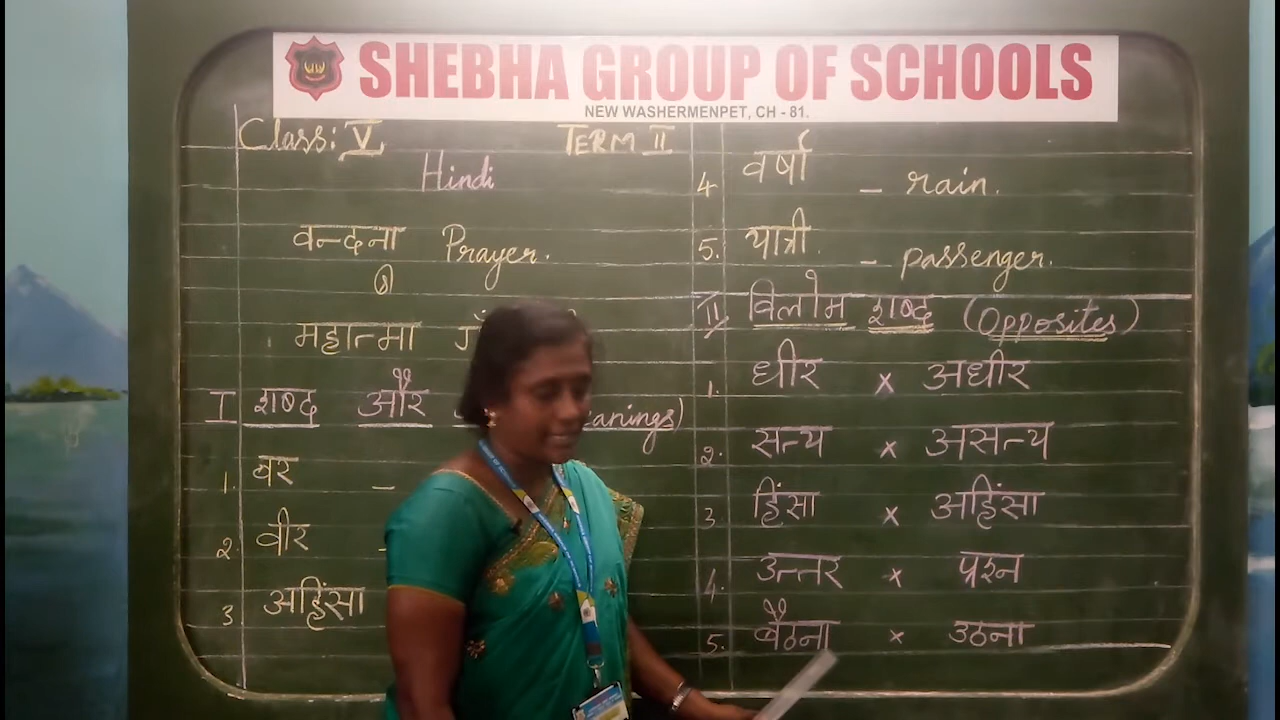 SHEBHA GROUP OF SCHOOLS
NEW WASHERMENPET, CH - 81.
Class: V TERM II
Hindi
वन्दना Prayer.
महात्मा
I शब्द और
1. वर -
2. वीर -
3 अहिंसा
4. वर्षा - rain.
5. यात्री - passenger.
II विलोम शब्द (Opposites)
1. धीर x अधीर
2. सत्य x असत्य
3 हिंसा x अहिंसा
4. उत्तर x प्रश्न
5. बैठना x उठना